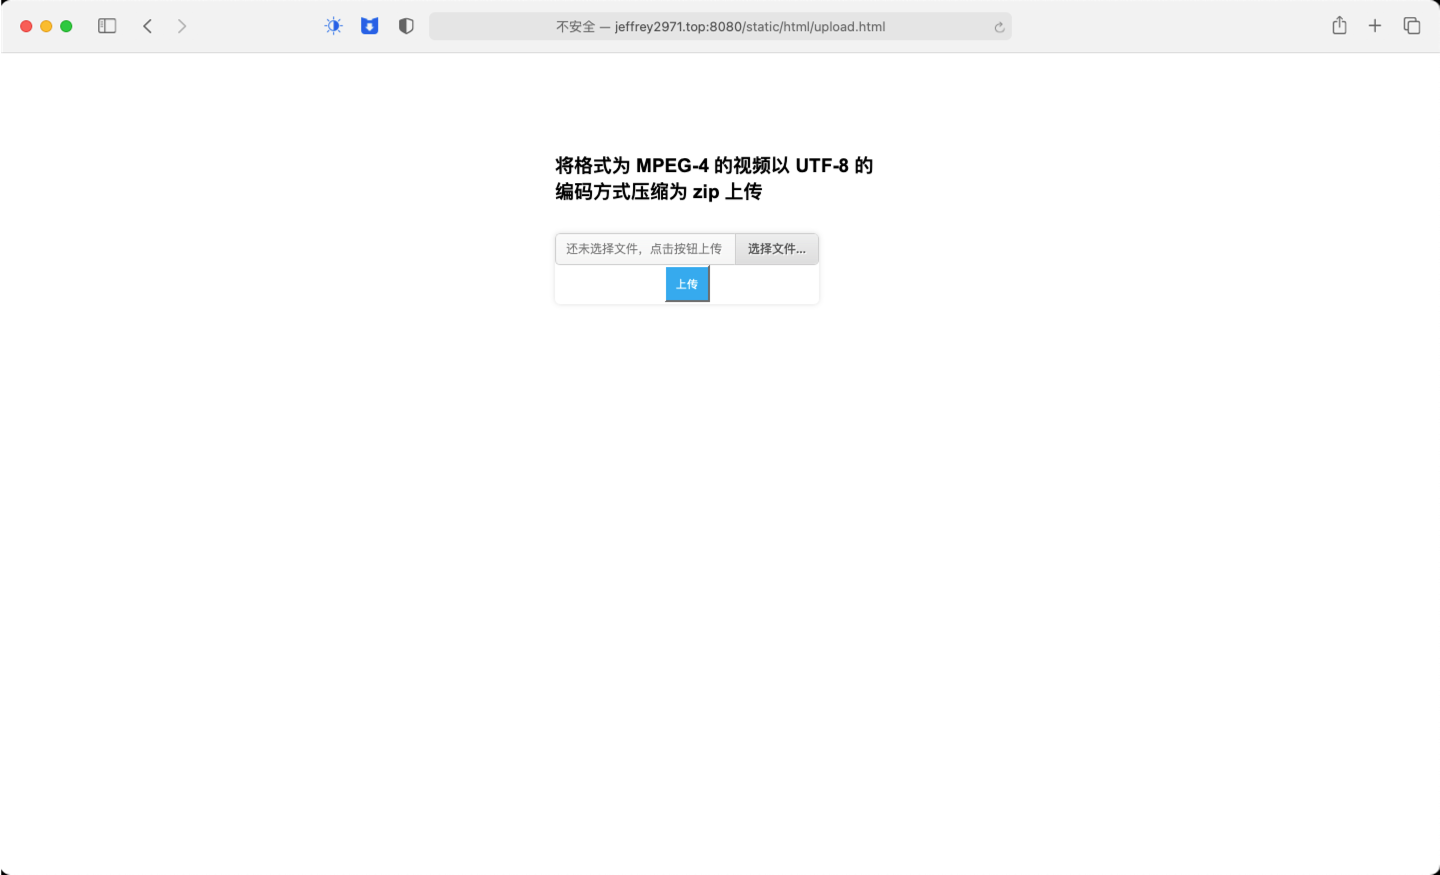 不安全 — jeffrey2971.top:8080/static/html/upload.html
将格式为 MPEG-4 的视频以 UTF-8 的
编码方式压缩为 zip 上传
还未选择文件，点击按钮上传 选择文件...
上传